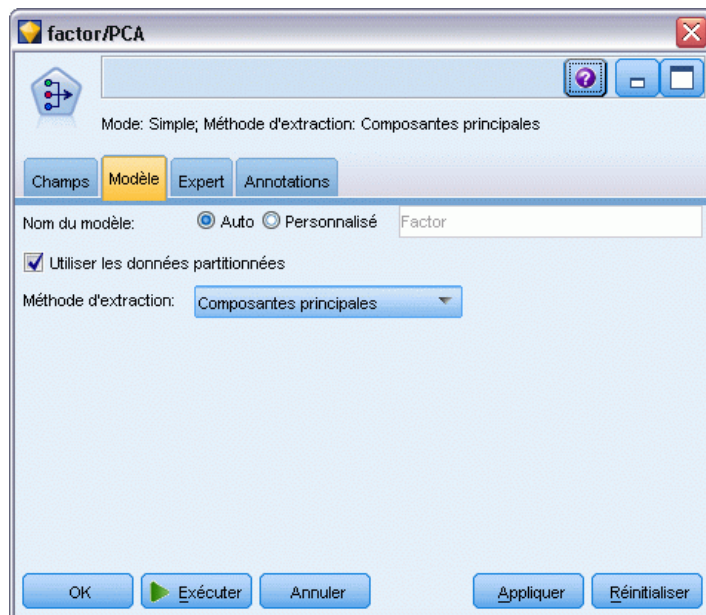 factor/PCA
Mode: Simple; Méthode d'extraction: Composantes principales
Champs Modèle Expert Annotations
Nom du modèle: Auto Personnalisé Factor
Utiliser les données partitionnées
Méthode d'extraction: Composantes principales
OK Exécuter Annuler Appliquer Réinitialiser